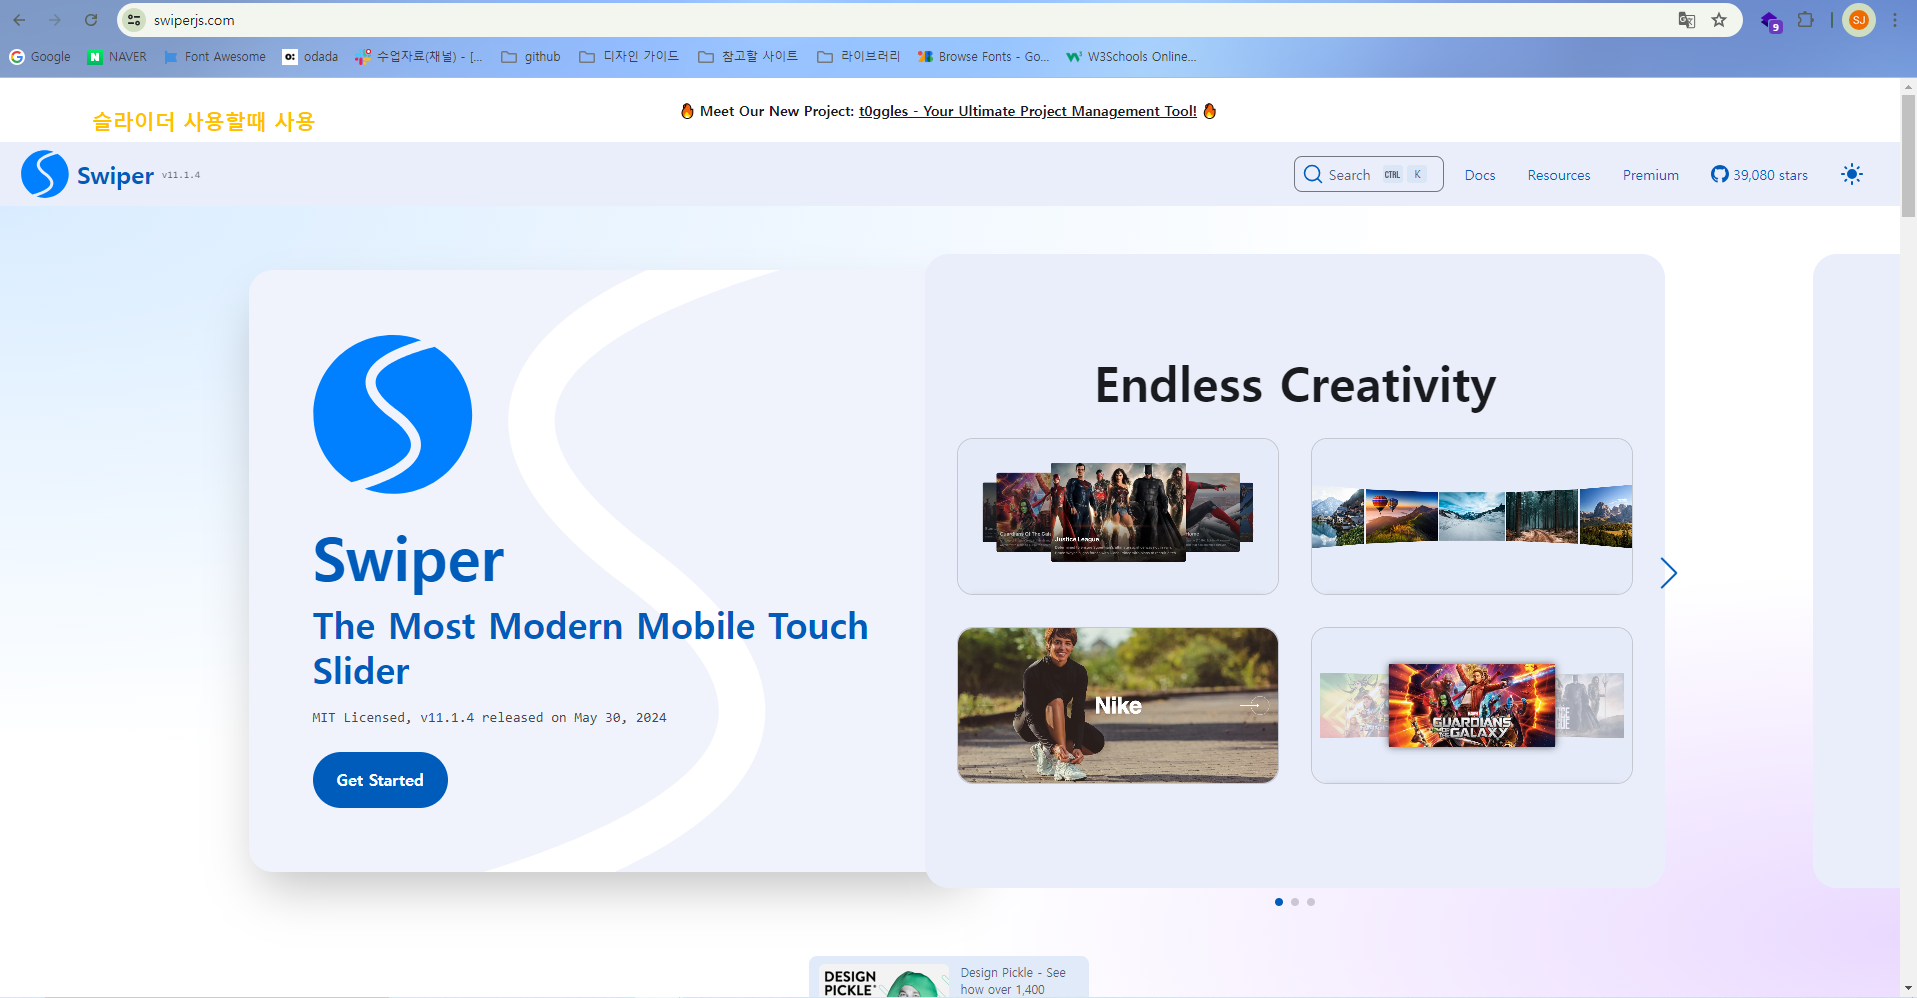 swiperjs.com
SJ
9
Google
NAVER
Font Awesome
odada
수업자료(채널) - [...
github
디자인 가이드
참고할 사이트
라이브러리
Browse Fonts - Go...
W3Schools Online...
슬라이더 사용할때 사용
Meet Our New Project: t0ggles - Your Ultimate Project Management Tool!
Swiper v11.1.4
Search CTRL K
Docs
Resources
Premium
39,080 stars
Swiper
The Most Modern Mobile Touch
Slider
MIT Licensed, v11.1.4 released on May 30, 2024
Get Started
Endless Creativity
Justice League
Nike
GUARDIANS
OF THE GALAXY
DESIGN
PICKLE
Design Pickle - See
how over 1,400